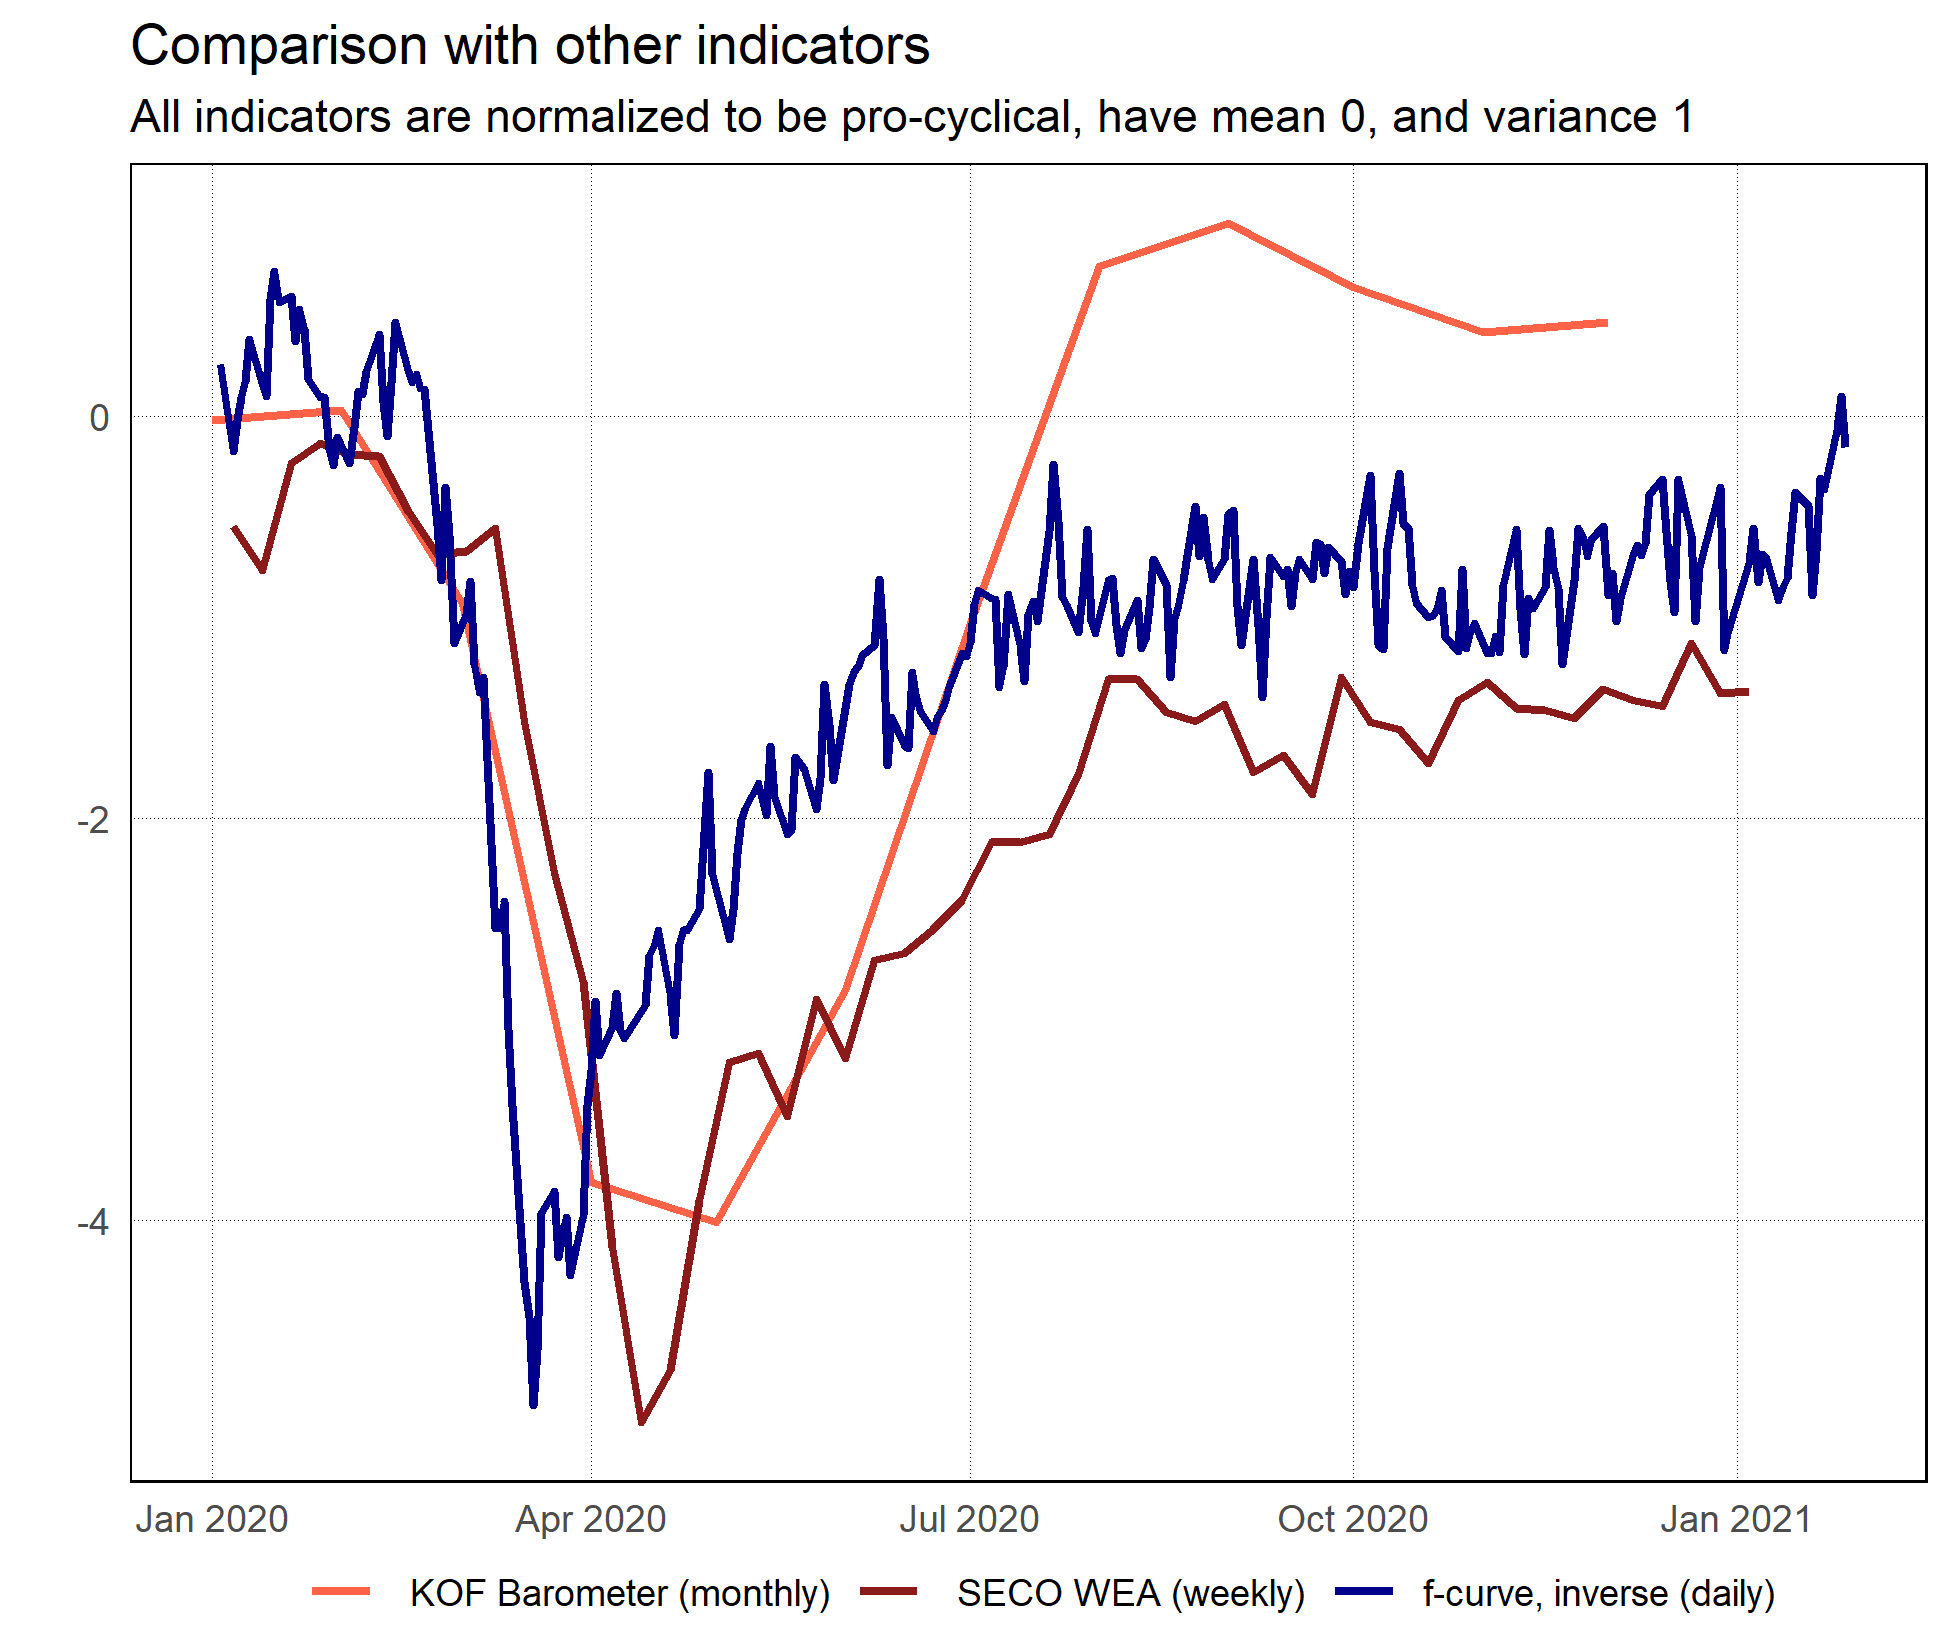 Comparison with other indicators
All indicators are normalized to be pro-cyclical, have mean 0, and variance 1
0
-2
-4
Jan 2020 Apr 2020 Jul 2020 Oct 2020 Jan 2021
KOF Barometer (monthly) SECO WEA (weekly) f-curve, inverse (daily)